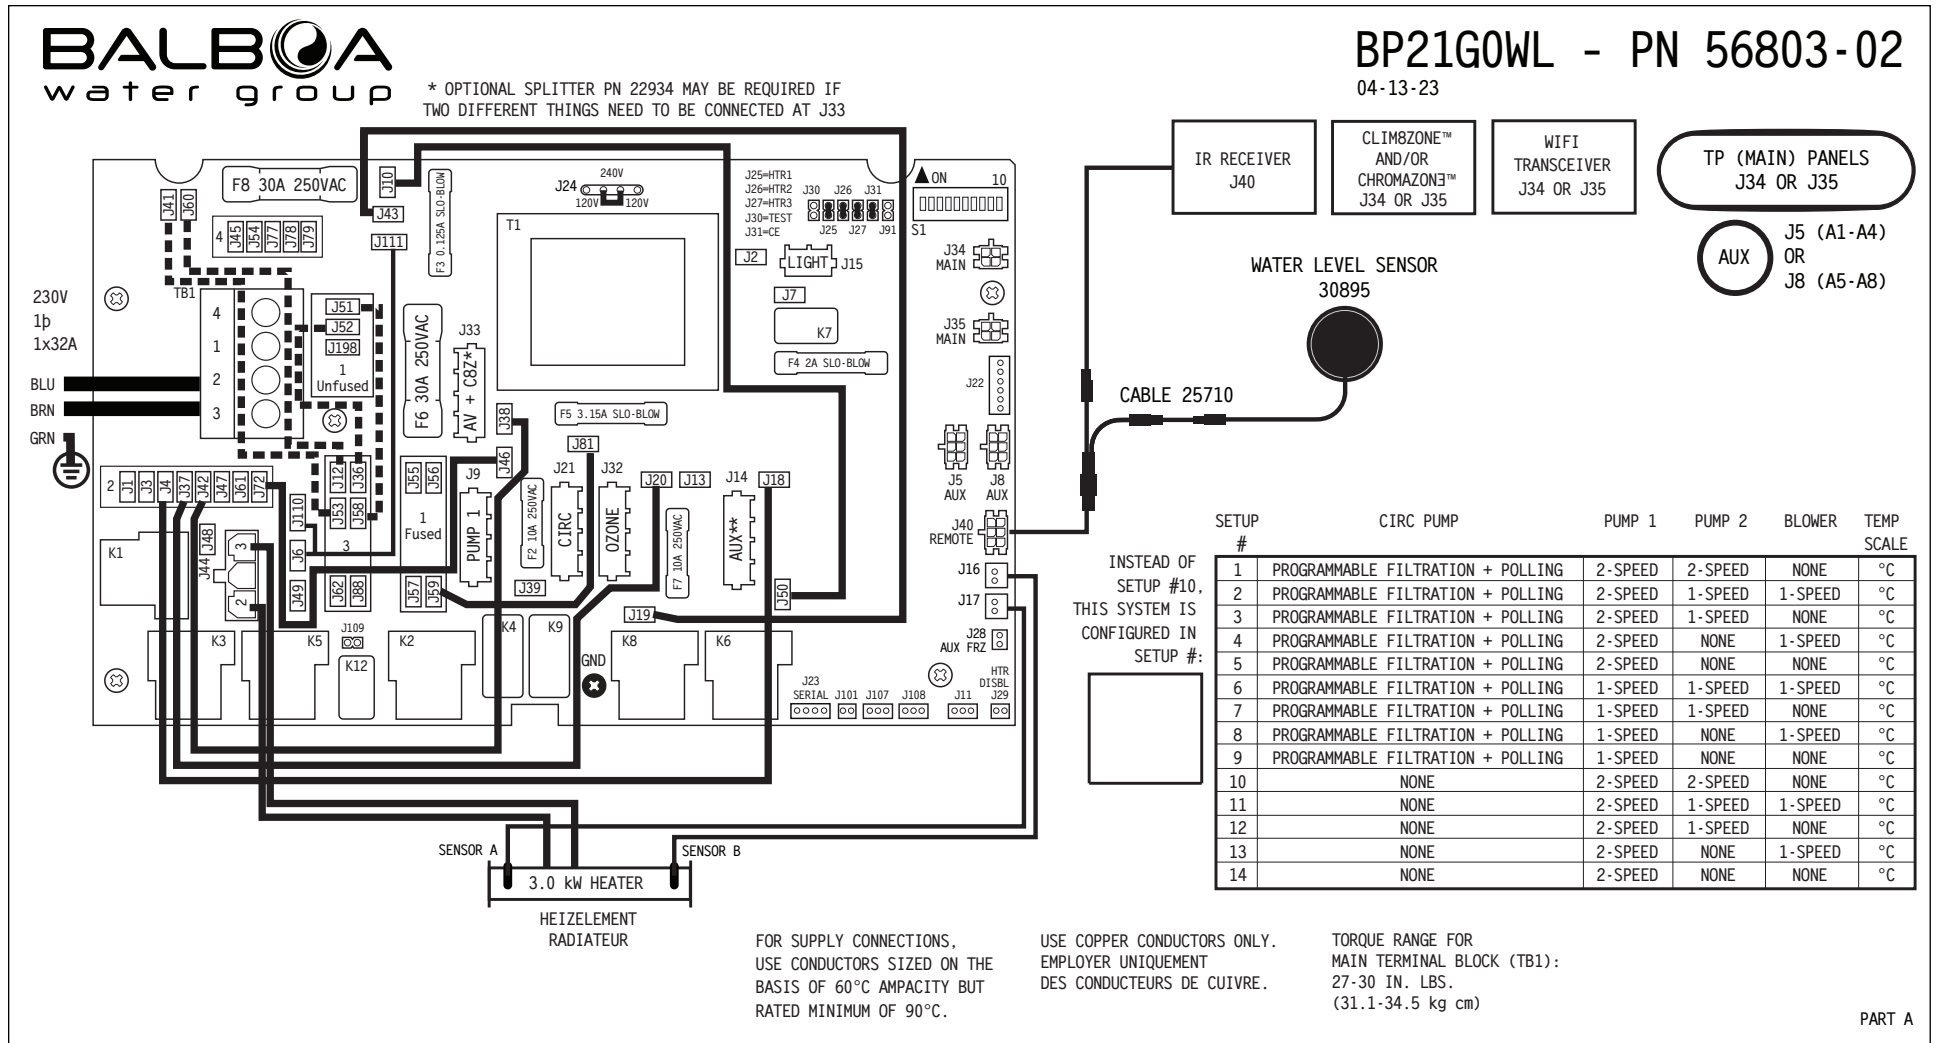 BALBOA
water group
BP21G0WL - PN 56803-02
04-13-23
* OPTIONAL SPLITTER PN 22934 MAY BE REQUIRED IF
TWO DIFFERENT THINGS NEED TO BE CONNECTED AT J33
IR RECEIVER
J40
CLIM8ZONE™
AND/OR
CHROMAZONƎ™
J34 OR J35
WIFI
TRANSCEIVER
J34 OR J35
TP (MAIN) PANELS
J34 OR J35
AUX
J5 (A1-A4)
OR
J8 (A5-A8)
WATER LEVEL SENSOR
30895
CABLE 25710
230V
1þ
1x32A
BLU
BRN
GRN
J41
J60
F8 30A 250VAC
J10
J43
J111
F3 0.125A SLO-BLOW
4
J45
J54
J77
J78
J79
J24
240V
120V
120V
T1
J25=HTR1
J26=HTR2
J27=HTR3
J30=TEST
J31=CE
J30
J26
J31
J25
J27
J91
ON
10
S1
J2
LIGHT
J15
J34
MAIN
J7
K7
J35
MAIN
F4 2A SLO-BLOW
J22
TB1
4
1
2
3
J51
J52
J198
1
Unfused
F6 30A 250VAC
J33
AV + C8Z*
J38
J46
F5 3.15A SLO-BLOW
J81
2
J1
J3
J4
J37
J42
J47
J61
J72
J12
J36
J53
J58
3
J62
J88
J55
J56
1
Fused
J57
J59
J9
PUMP 1
F2 10A 250VAC
J21
CIRC
J32
OZONE
J20
J13
F7 10A 250VAC
J14
AUX**
J18
J5
AUX
J8
AUX
J40
REMOTE
J16
J17
J28
AUX FRZ
J110
J6
J49
K1
J48
J44
3
2
J39
J19
J50
K3
K5
J109
K12
K2
K4
K9
GND
K8
K6
J23
SERIAL
J101
J107
J108
J11
HTR
DISBL
J29
SENSOR A
SENSOR B
3.0 kW HEATER
HEIZELEMENT
RADIATEUR
INSTEAD OF
SETUP #10,
THIS SYSTEM IS
CONFIGURED IN
SETUP #:
SETUP # CIRC PUMP PUMP 1 PUMP 2 BLOWER TEMP SCALE
1 PROGRAMMABLE FILTRATION + POLLING 2-SPEED 2-SPEED NONE °C
2 PROGRAMMABLE FILTRATION + POLLING 2-SPEED 1-SPEED 1-SPEED °C
3 PROGRAMMABLE FILTRATION + POLLING 2-SPEED 1-SPEED NONE °C
4 PROGRAMMABLE FILTRATION + POLLING 2-SPEED NONE 1-SPEED °C
5 PROGRAMMABLE FILTRATION + POLLING 2-SPEED NONE NONE °C
6 PROGRAMMABLE FILTRATION + POLLING 1-SPEED 1-SPEED 1-SPEED °C
7 PROGRAMMABLE FILTRATION + POLLING 1-SPEED 1-SPEED NONE °C
8 PROGRAMMABLE FILTRATION + POLLING 1-SPEED NONE 1-SPEED °C
9 PROGRAMMABLE FILTRATION + POLLING 1-SPEED NONE NONE °C
10 NONE 2-SPEED 2-SPEED NONE °C
11 NONE 2-SPEED 1-SPEED 1-SPEED °C
12 NONE 2-SPEED 1-SPEED NONE °C
13 NONE 2-SPEED NONE 1-SPEED °C
14 NONE 2-SPEED NONE NONE °C
FOR SUPPLY CONNECTIONS,
USE CONDUCTORS SIZED ON THE
BASIS OF 60°C AMPACITY BUT
RATED MINIMUM OF 90°C.
USE COPPER CONDUCTORS ONLY.
EMPLOYER UNIQUEMENT
DES CONDUCTEURS DE CUIVRE.
TORQUE RANGE FOR
MAIN TERMINAL BLOCK (TB1):
27-30 IN. LBS.
(31.1-34.5 kg cm)
PART A